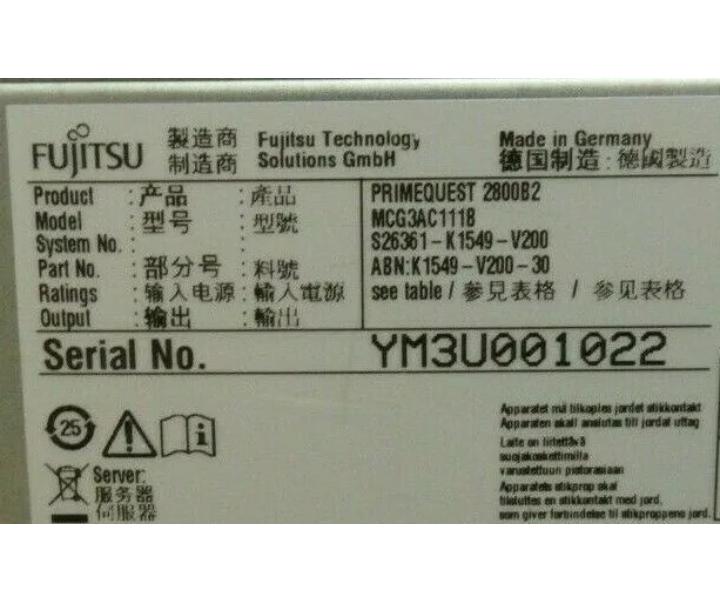 FUJITSU 製造商 Fujitsu Technology Made in Germany
制造商 Solutions GmbH 德国制造 : 德國製造
Product : 产品 : 產品 PRIMEQUEST 2800B2
Model : 型号 : 型號 MCG3AC111B
System No. : : S26361-K1549-V200
Part No. : 部分号 : 料號 ABN:K1549-V200-30
Ratings : 输入电源 : 輸入電源 see table / 參見表格 / 参见表格
Output : 输出 : 輸出
Serial No. YM3U001022
25
Apparatet må tilkoples jordet stikkontakt
Apparaten skall anslutas till jordat uttag
Laite on liitettävä
suojakoskettimilla
varustettuun pistorasiaan
Apparatets stikprop skal
tilsluttes en stikkontakt med jord,
som giver forbindelse til stikproppens jord.
Server:
服务器
伺服器